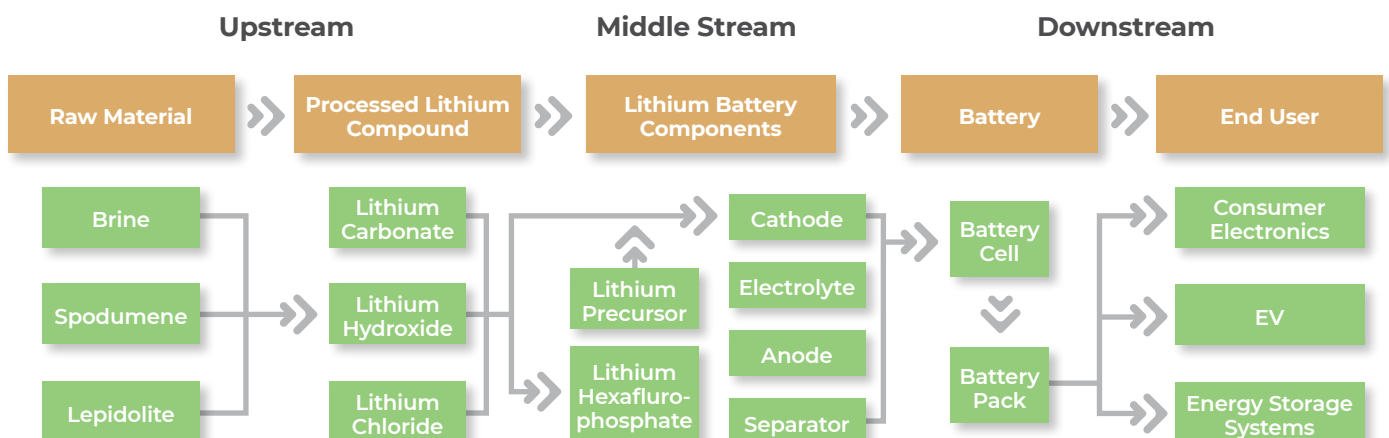 Upstream
Middle Stream
Downstream
Raw Material
Processed Lithium
Compound
Lithium Battery
Components
Battery
End User
Brine
Spodumene
Lepidolite
Lithium
Carbonate
Lithium
Hydroxide
Lithium
Chloride
Lithium
Precursor
Lithium
Hexafluro-
phosphate
Cathode
Electrolyte
Anode
Separator
Battery
Cell
Battery
Pack
Consumer
Electronics
EV
Energy Storage
Systems